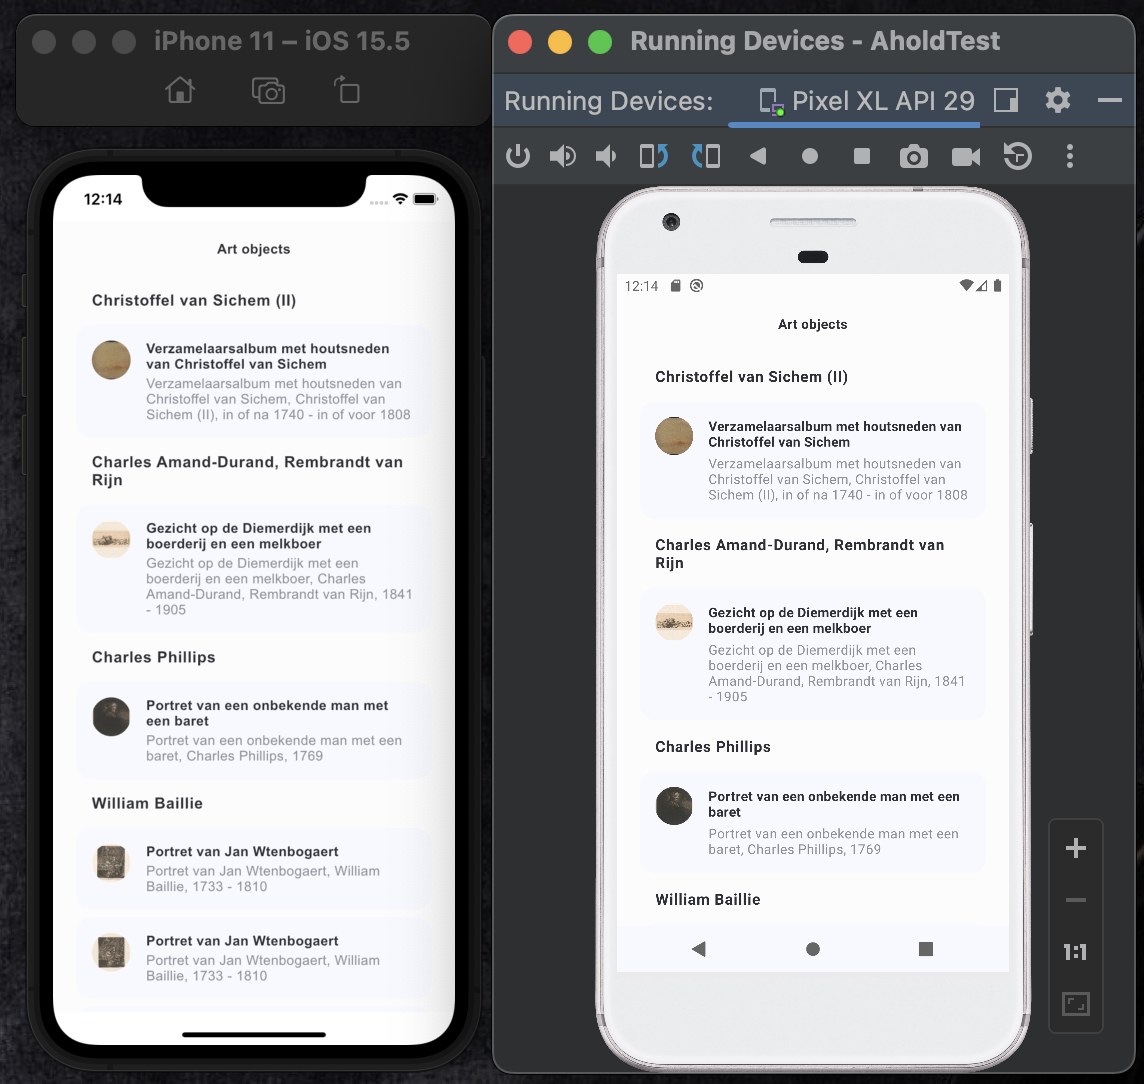 iPhone 11 – iOS 15.5
12:14
Art objects
Christoffel van Sichem (II)
Verzamelaarsalbum met houtsneden
van Christoffel van Sichem
Verzamelaarsalbum met houtsneden van
Christoffel van Sichem, Christoffel van
Sichem (II), in of na 1740 - in of voor 1808
Charles Amand-Durand, Rembrandt van
Rijn
Gezicht op de Diemerdijk met een
boerderij en een melkboer
Gezicht op de Diemerdijk met een
boerderij en een melkboer, Charles
Amand-Durand, Rembrandt van Rijn, 1841
- 1905
Charles Phillips
Portret van een onbekende man met
een baret
Portret van een onbekende man met een
baret, Charles Phillips, 1769
William Baillie
Portret van Jan Wtenbogaert
Portret van Jan Wtenbogaert, William
Baillie, 1733 - 1810
Portret van Jan Wtenbogaert
Portret van Jan Wtenbogaert, William
Baillie, 1733 - 1810
Running Devices - AholdTest
Running Devices:
Pixel XL API 29
12:14
Art objects
Christoffel van Sichem (II)
Verzamelaarsalbum met houtsneden van
Christoffel van Sichem
Verzamelaarsalbum met houtsneden van
Christoffel van Sichem, Christoffel van
Sichem (II), in of na 1740 - in of voor 1808
Charles Amand-Durand, Rembrandt van
Rijn
Gezicht op de Diemerdijk met een
boerderij en een melkboer
Gezicht op de Diemerdijk met een
boerderij en een melkboer, Charles
Amand-Durand, Rembrandt van Rijn, 1841
- 1905
Charles Phillips
Portret van een onbekende man met een
baret
Portret van een onbekende man met een
baret, Charles Phillips, 1769
William Baillie
1:1